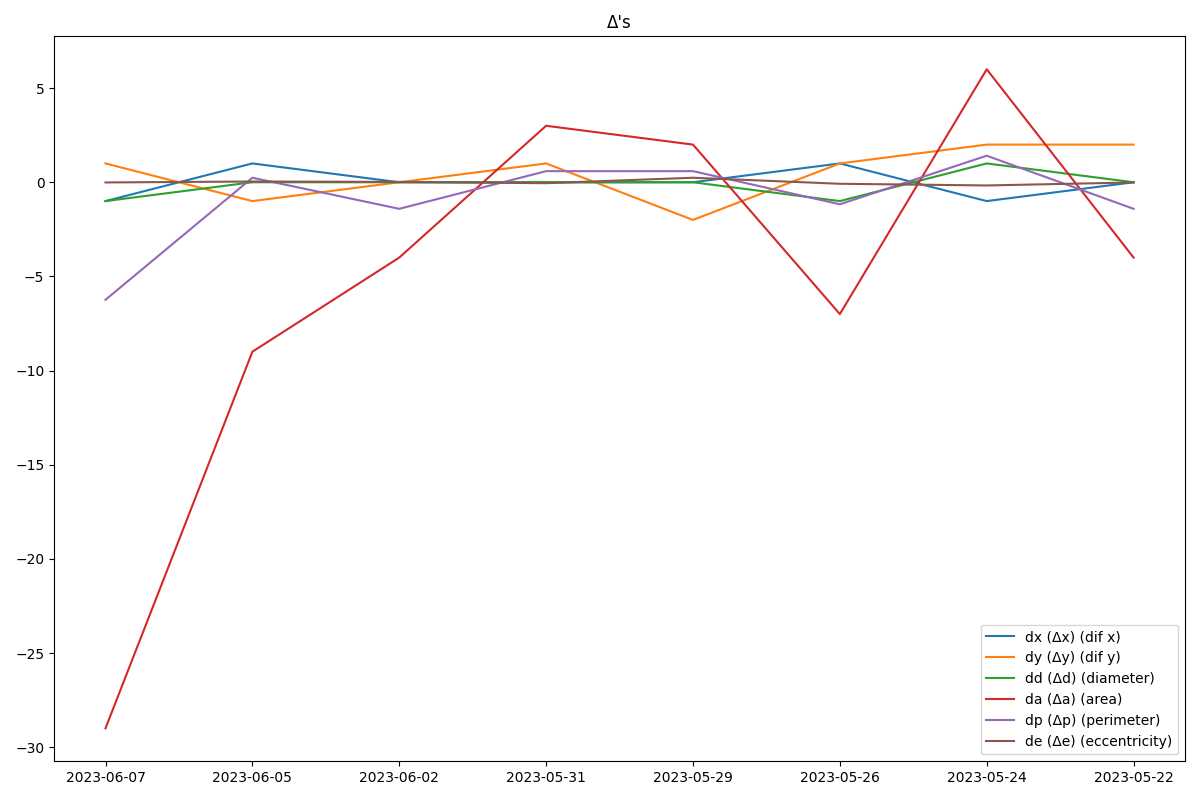 Δ's
5
0
−5
−10
−15
−20
−25
−30
2023-06-07 2023-06-05 2023-06-02 2023-05-31 2023-05-29 2023-05-26 2023-05-24 2023-05-22
dx (Δx) (dif x)
dy (Δy) (dif y)
dd (Δd) (diameter)
da (Δa) (area)
dp (Δp) (perimeter)
de (Δe) (eccentricity)